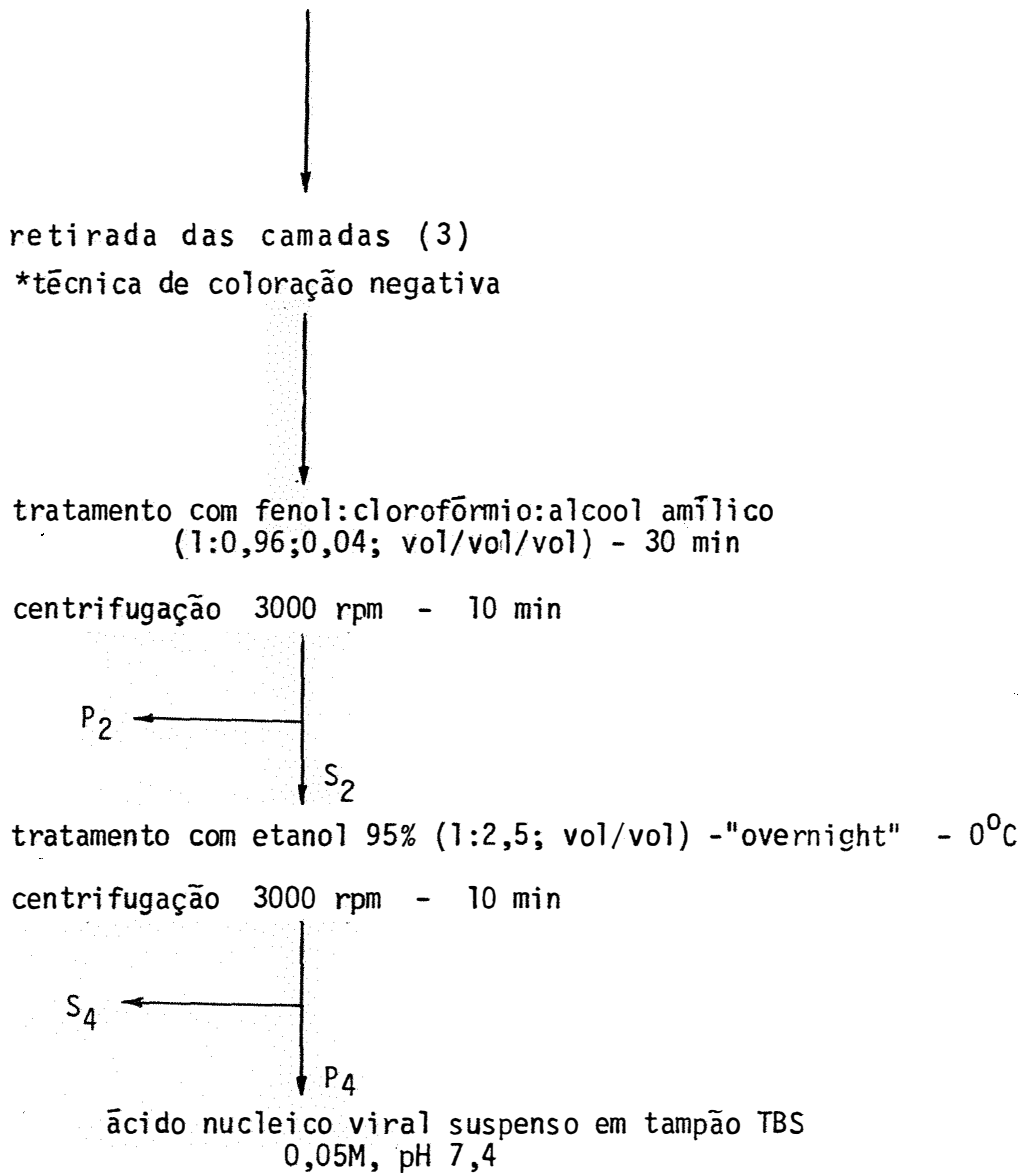 retirada das camadas (3)
*técnica de coloração negativa
tratamento com fenol:clorofórmio:alcool amílico
(1:0,96;0,04; vol/vol/vol) - 30 min
centrifugação 3000 rpm - 10 min
P2
S2
tratamento com etanol 95% (1:2,5; vol/vol) -"overnight" - 0ºC
centrifugação 3000 rpm - 10 min
S4
P4
ácido nucleico viral suspenso em tampão TBS
0,05M, pH 7,4